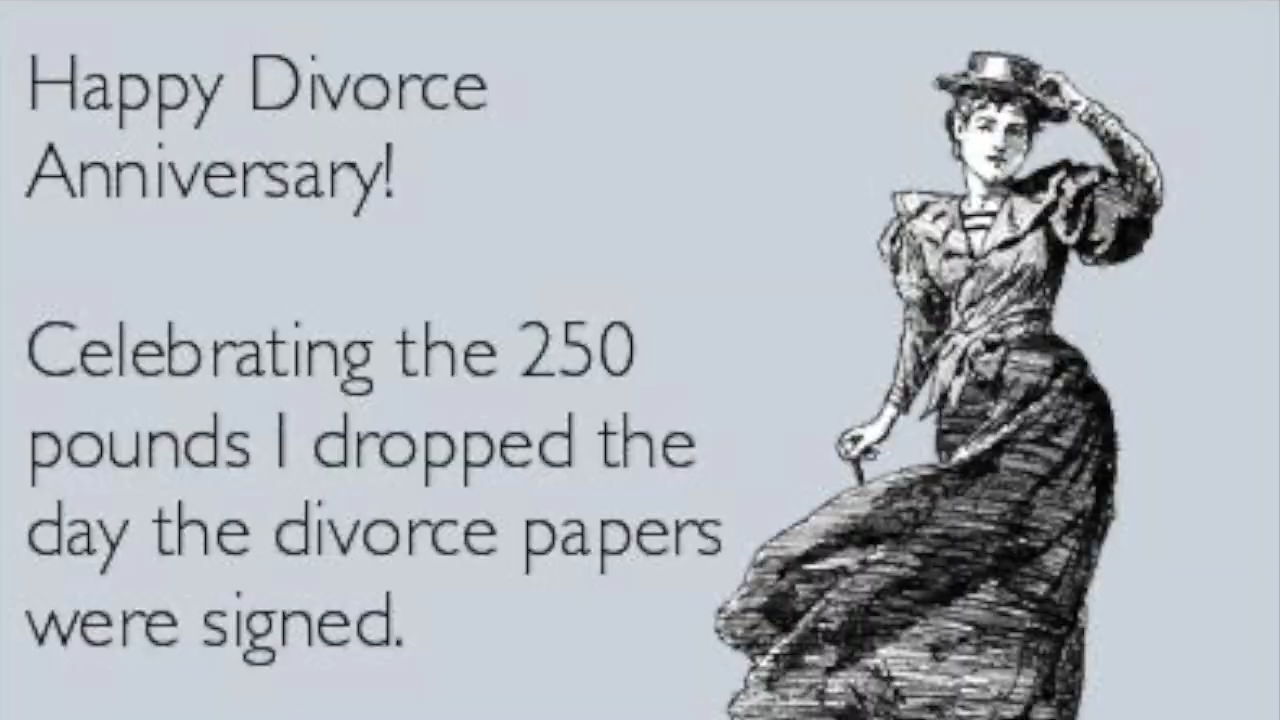 Happy Divorce
Anniversary!
Celebrating the 250
pounds I dropped the
day the divorce papers
were signed.